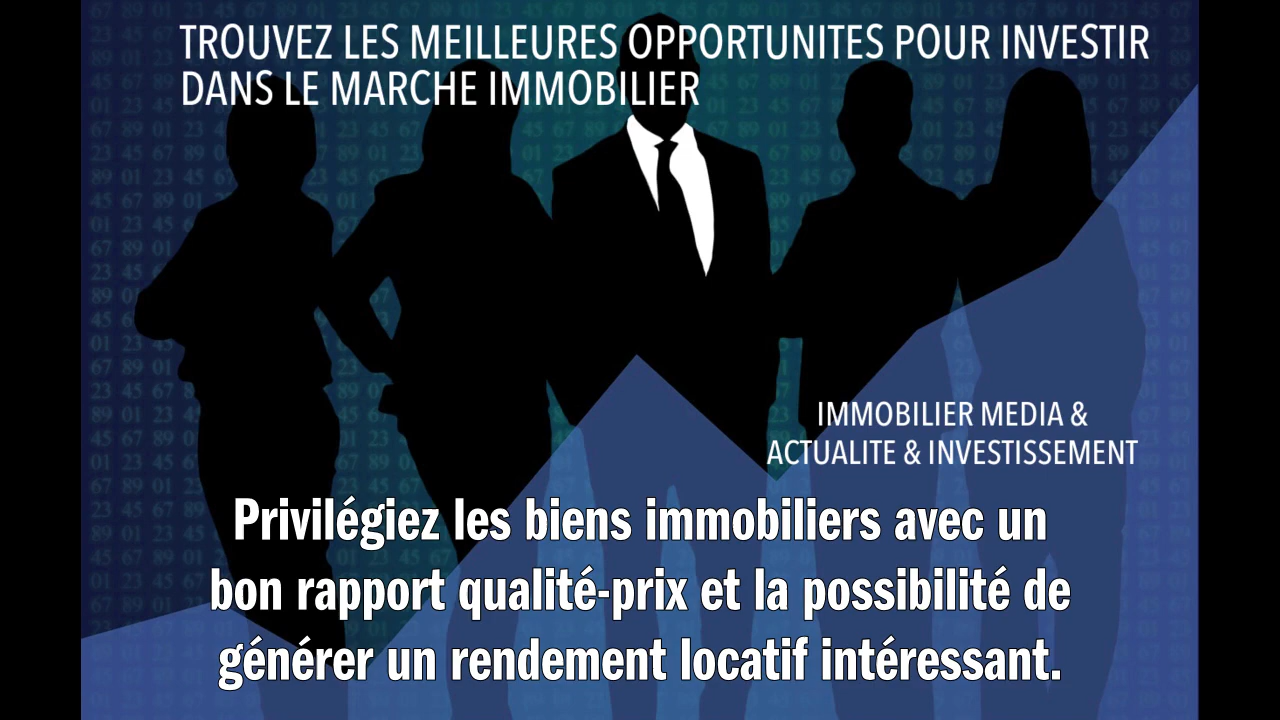 TROUVEZ LES MEILLEURES OPPORTUNITES POUR INVESTIR
DANS LE MARCHE IMMOBILIER
IMMOBILIER MEDIA &
ACTUALITE & INVESTISSEMENT
Privilégiez les biens immobiliers avec un
bon rapport qualité-prix et la possibilité de
générer un rendement locatif intéressant.